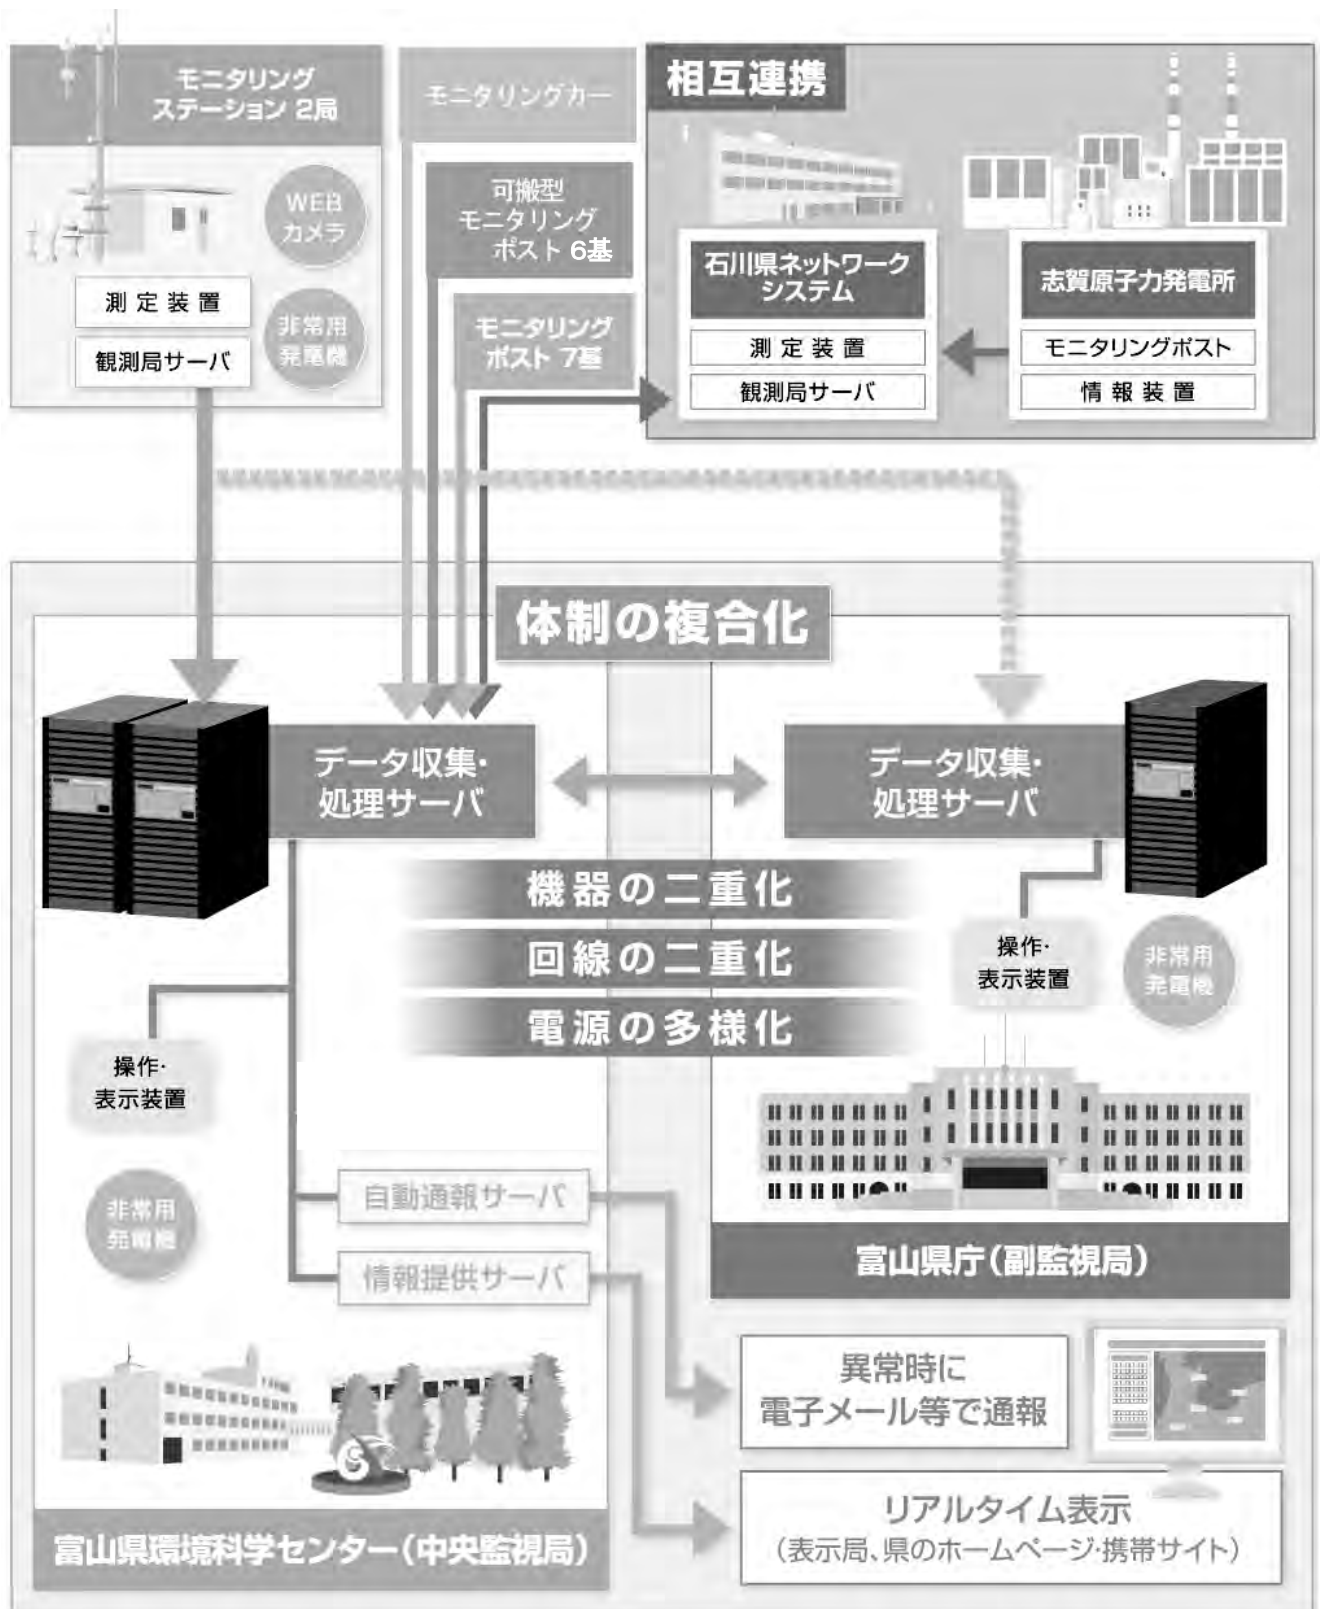 モニタリング
ステーション 2局
WEB
カメラ
測定装置
非常用
発電機
観測局サーバ
モニタリングカー
可搬型
モニタリング
ポスト 6基
モニタリング
ポスト 7基
相互連携
石川県ネットワーク
システム
測定装置
観測局サーバ
志賀原子力発電所
モニタリングポスト
情報装置
体制の複合化
データ収集・
処理サーバ
データ収集・
処理サーバ
機器の二重化
回線の二重化
電源の多様化
操作・
表示装置
非常用
発電機
操作・
表示装置
非常用
発電機
自動通報サーバ
情報提供サーバ
富山県庁(副監視局)
異常時に
電子メール等で通報
リアルタイム表示
(表示局、県のホームページ・携帯サイト)
富山県環境科学センター(中央監視局)